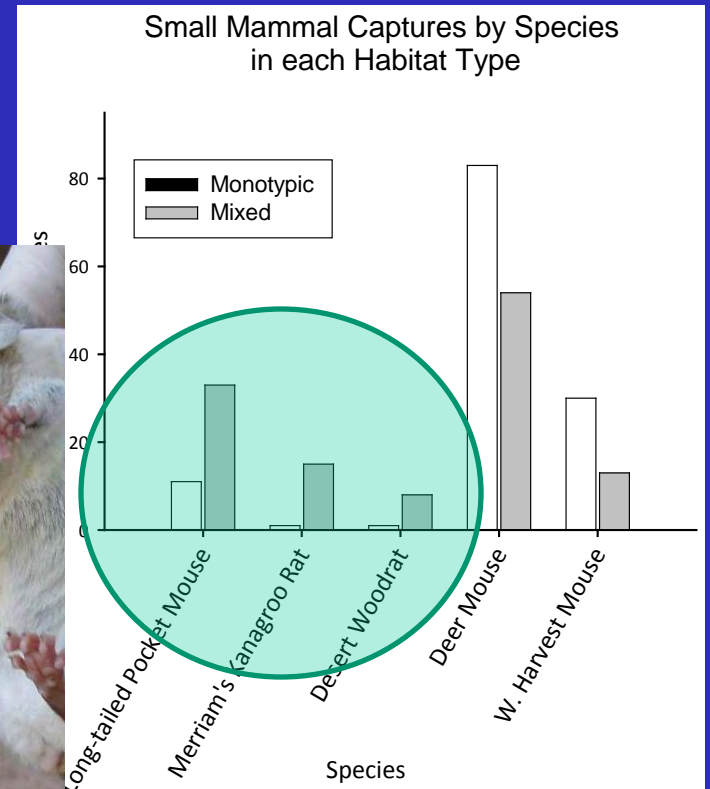 Small Mammal Captures by Species
in each Habitat Type
Monotypic
Mixed
80
60
40
20
0
Long-tailed Pocket Mouse
Merriam's Kanagroo Rat
Desert Woodrat
Deer Mouse
W. Harvest Mouse
Species